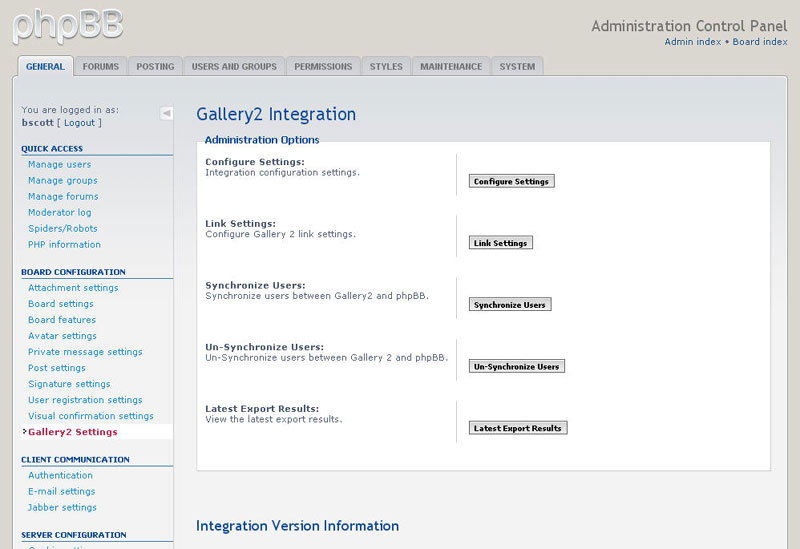 phpBB
Administration Control Panel
Admin index • Board index
GENERAL FORUMS POSTING USERS AND GROUPS PERMISSIONS STYLES MAINTENANCE SYSTEM
You are logged in as:
bscott [ Logout ]
QUICK ACCESS
Manage users
Manage groups
Manage forums
Moderator log
Spiders/Robots
PHP information
BOARD CONFIGURATION
Attachment settings
Board settings
Board features
Avatar settings
Private message settings
Post settings
Signature settings
User registration settings
Visual confirmation settings
Gallery2 Settings
CLIENT COMMUNICATION
Authentication
E-mail settings
Jabber settings
SERVER CONFIGURATION
Gallery2 Integration
Administration Options
Configure Settings:
Integration configuration settings.
Configure Settings
Link Settings:
Configure Gallery 2 link settings.
Link Settings
Synchronize Users:
Synchronize users between Gallery2 and phpBB.
Synchronize Users
Un-Synchronize Users:
Un-Synchronize users between Gallery 2 and phpBB.
Un-Synchronize Users
Latest Export Results:
View the latest export results.
Latest Export Results
Integration Version Information